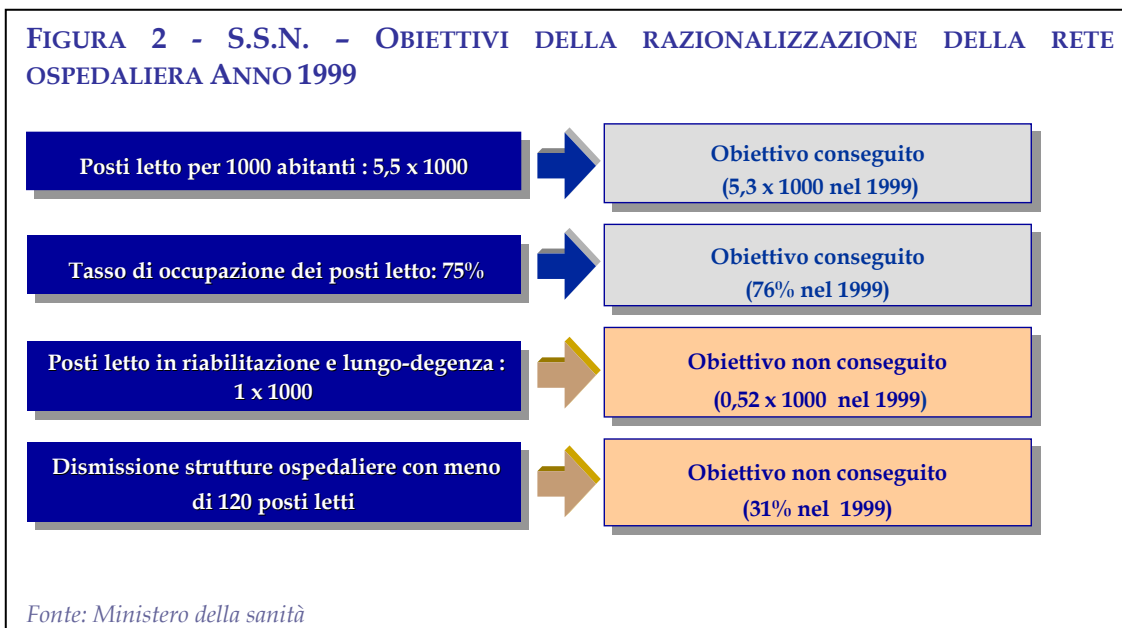 FIGURA 2 - S.S.N. – OBIETTIVI DELLA RAZIONALIZZAZIONE DELLA RETE
OSPEDALIERA ANNO 1999
Posti letto per 1000 abitanti : 5,5 x 1000
Obiettivo conseguito
(5,3 x 1000 nel 1999)
Tasso di occupazione dei posti letto: 75%
Obiettivo conseguito
(76% nel 1999)
Posti letto in riabilitazione e lungo-degenza :
1 x 1000
Obiettivo non conseguito
(0,52 x 1000 nel 1999)
Dismissione strutture ospedaliere con meno
di 120 posti letti
Obiettivo non conseguito
(31% nel 1999)
Fonte: Ministero della sanità